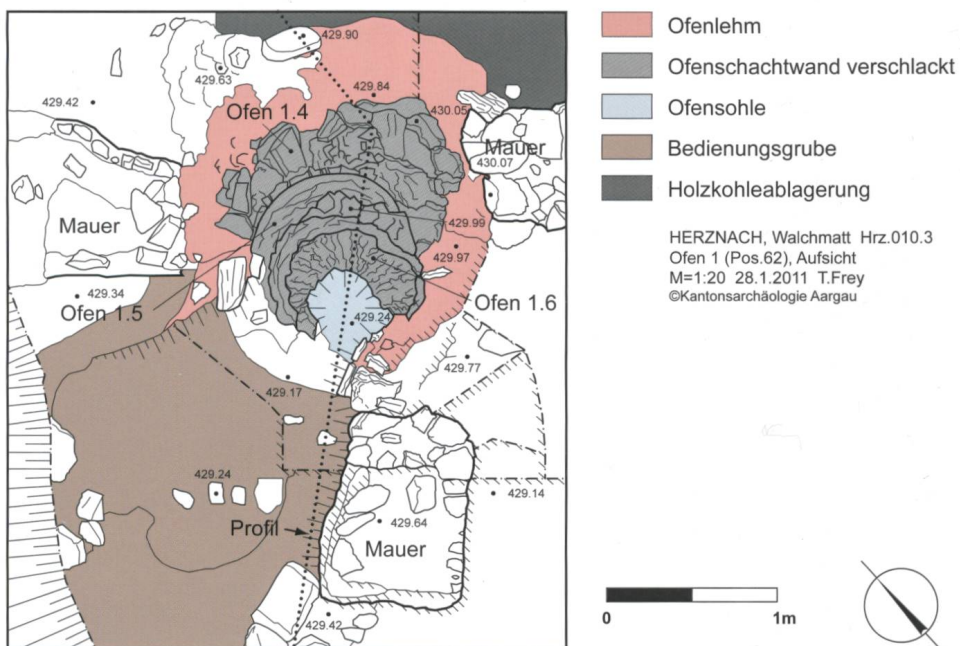 429.90
429.63
429.42
429.84
430.05
Ofen 1.4
Mauer
430.07
Mauer
429.99
429.97
429.34
Ofen 1.5
Ofen 1.6
429.24
429.77
429.17
429.24
429.14
Profil
429.64
Mauer
429.42
Ofenlehm
Ofenschachtwand verschlackt
Ofensohle
Bedienungsgrube
Holzkohleablagerung
HERZNACH, Walchmatt Hrz.010.3
Ofen 1 (Pos.62), Aufsicht
M=1:20 28.1.2011 T.Frey
©Kantonsarchäologie Aargau
0 1m